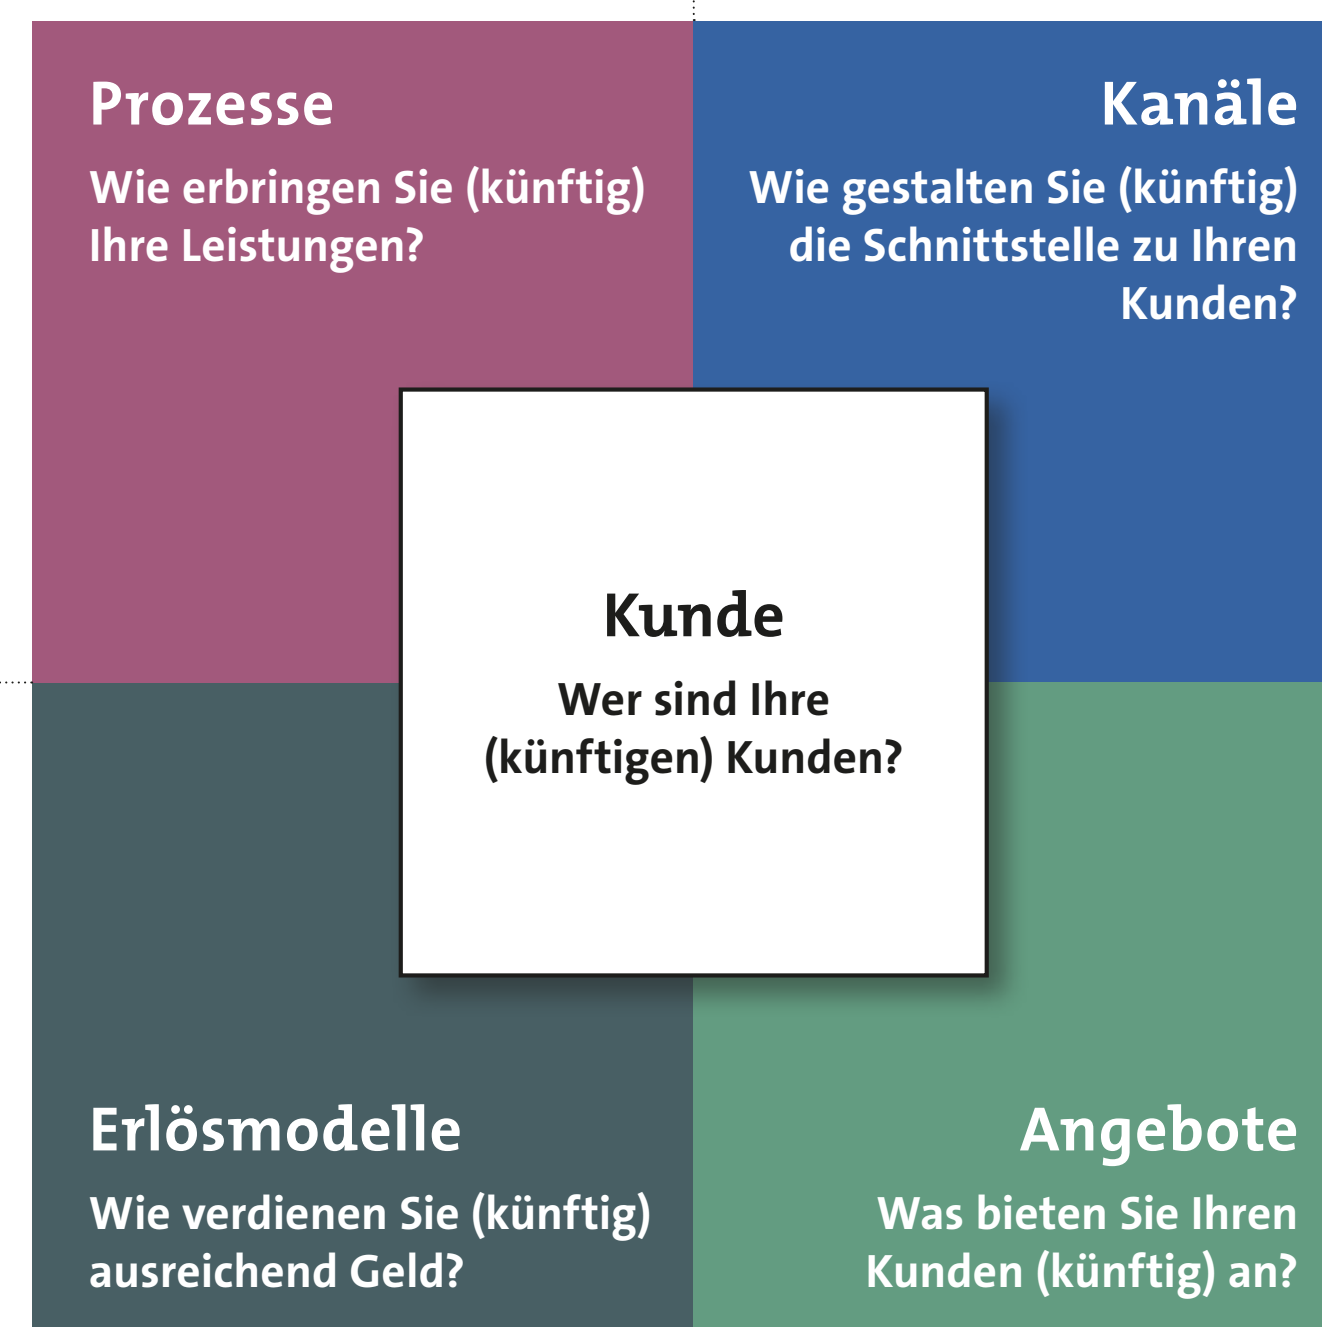 Prozesse
Wie erbringen Sie (künftig)
Ihre Leistungen?
Kanäle
Wie gestalten Sie (künftig)
die Schnittstelle zu Ihren
Kunden?
Kunde
Wer sind Ihre
(künftigen) Kunden?
Erlösmodelle
Wie verdienen Sie (künftig)
ausreichend Geld?
Angebote
Was bieten Sie Ihren
Kunden (künftig) an?